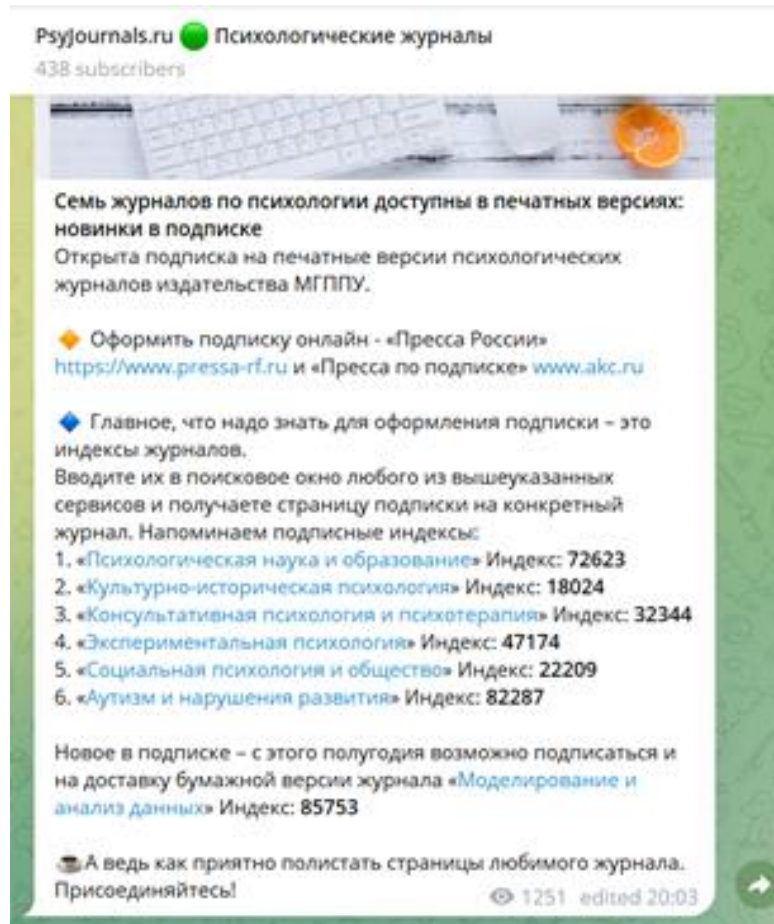 PsyJournals.ru 🟢 Психологические журналы
438 subscribers
Семь журналов по психологии доступны в печатных версиях:
новинки в подписке
Открыта подписка на печатные версии психологических
журналов издательства МГППУ.
🔶 Оформить подписку онлайн - «Пресса России»
https://www.pressa-rf.ru и «Пресса по подписке» www.akc.ru
🔷 Главное, что надо знать для оформления подписки – это
индексы журналов.
Вводите их в поисковое окно любого из вышеуказанных
сервисов и получаете страницу подписки на конкретный
журнал. Напоминаем подписные индексы:
1. «Психологическая наука и образование» Индекс: 72623
2. «Культурно-историческая психология» Индекс: 18024
3. «Консультативная психология и психотерапия» Индекс: 32344
4. «Экспериментальная психология» Индекс: 47174
5. «Социальная психология и общество» Индекс: 22209
6. «Аутизм и нарушения развития» Индекс: 82287
Новое в подписке – с этого полугодия возможно подписаться и
на доставку бумажной версии журнала «Моделирование и
анализ данных» Индекс: 85753
☕А ведь как приятно полистать страницы любимого журнала.
Присоединяйтесь!
1251 edited 20:03